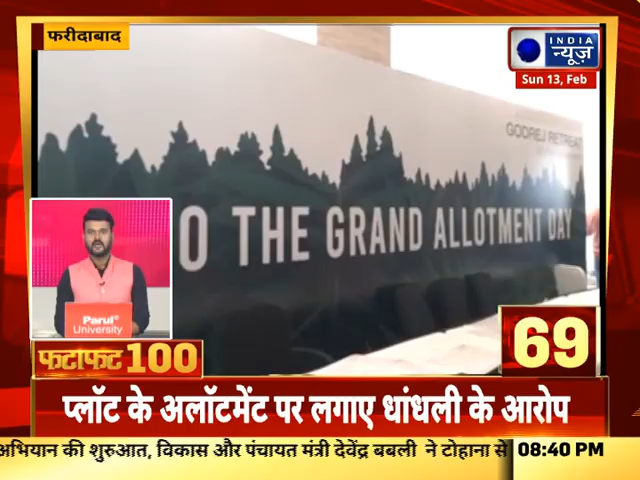 फरीदाबाद
INDIA
न्यूज़
Sun 13, Feb
GODREJ RETREAT
O THE GRAND ALLOTMENT DAY
Parul
University
फटाफट 100
69
प्लॉट के अलॉटमेंट पर लगाए धांधली के आरोप
अभियान की शुरुआत, विकास और पंचायत मंत्री देवेंद्र बबली ने टोहाना से
08:40 PM